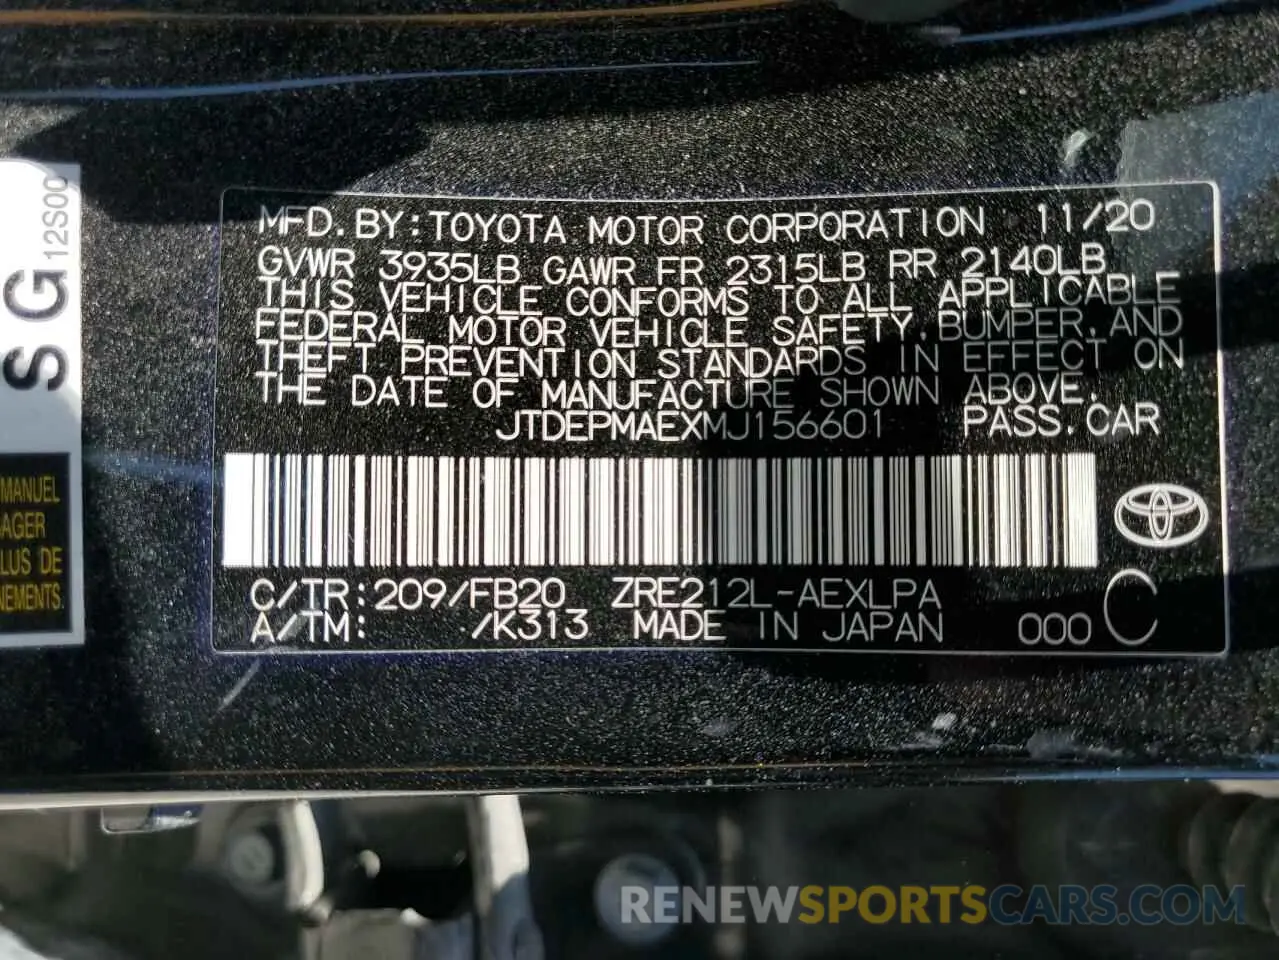 MFD. BY: TOYOTA MOTOR CORPORATION 11/20
GVWR 3935LB GAWR FR 2315LB RR 2140LB
THIS VEHICLE CONFORMS TO ALL APPLICABLE
FEDERAL MOTOR VEHICLE SAFETY, BUMPER, AND
THEFT PREVENTION STANDARDS IN EFFECT ON
THE DATE OF MANUFACTURE SHOWN ABOVE.
JTDEPMAEXMJ156601 PASS. CAR
C/TR: 209/FB20 ZRE212L-AEXLPA
A/TM: /K313 MADE IN JAPAN 000 C
SG 12S00
MANUEL
AGER
LUS DE
NEMENTS.
RENEWSPORTSCARS.COM